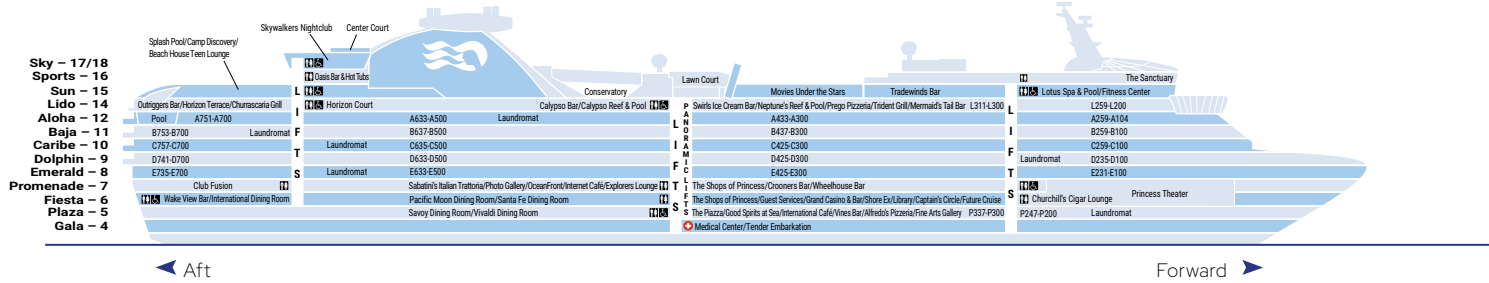 Skywalkers Nightclub    Center Court
Splash Pool/Camp Discovery/
Beach House Teen Lounge
Sky – 17/18
Sports – 16    Oasis Bar & Hot Tubs    Lawn Court    The Sanctuary
Sun – 15    Conservatory    Movies Under the Stars    Tradewinds Bar    Lotus Spa & Pool/Fitness Center
Lido – 14    Outriggers Bar/Horizon Terrace/Churrascaria Grill    Horizon Court    Calypso Bar/Calypso Reef & Pool    Swirls Ice Cream Bar/Neptune's Reef & Pool/Prego Pizzeria/Trident Grill/Mermaid's Tail Bar    L311-L300    L259-L200
Aloha – 12    Pool    A751-A700    A633-A500    Laundromat    A433-A300    A259-A104
Baja – 11    B753-B700    Laundromat    B637-B500    B437-B300    B259-B100
Caribe – 10    C757-C700    Laundromat    C635-C500    C425-C300    C259-C100
Dolphin – 9    D741-D700    D633-D500    D425-D300    Laundromat    D235-D100
Emerald – 8    E735-E700    Laundromat    E633-E500    E425-E300    E231-E100
Promenade – 7    Club Fusion    Sabatini's Italian Trattoria/Photo Gallery/OceanFront/Internet Café/Explorers Lounge    The Shops of Princess/Crooners Bar/Wheelhouse Bar    Princess Theater
Fiesta – 6    Wake View Bar/International Dining Room    Pacific Moon Dining Room/Santa Fe Dining Room    The Shops of Princess/Guest Services/Grand Casino & Bar/Shore Ex/Library/Captain's Circle/Future Cruise    Churchill's Cigar Lounge
Plaza – 5    Savoy Dining Room/Vivaldi Dining Room    The Piazza/Good Spirits at Sea/International Café/Vines Bar/Alfredo's Pizzeria/Fine Arts Gallery    P337-P300    P247-P200    Laundromat
Gala – 4    Medical Center/Tender Embarkation
LIFTS
LIFTS
PANORAMIC LIFTS
LIFTS
Aft    Forward